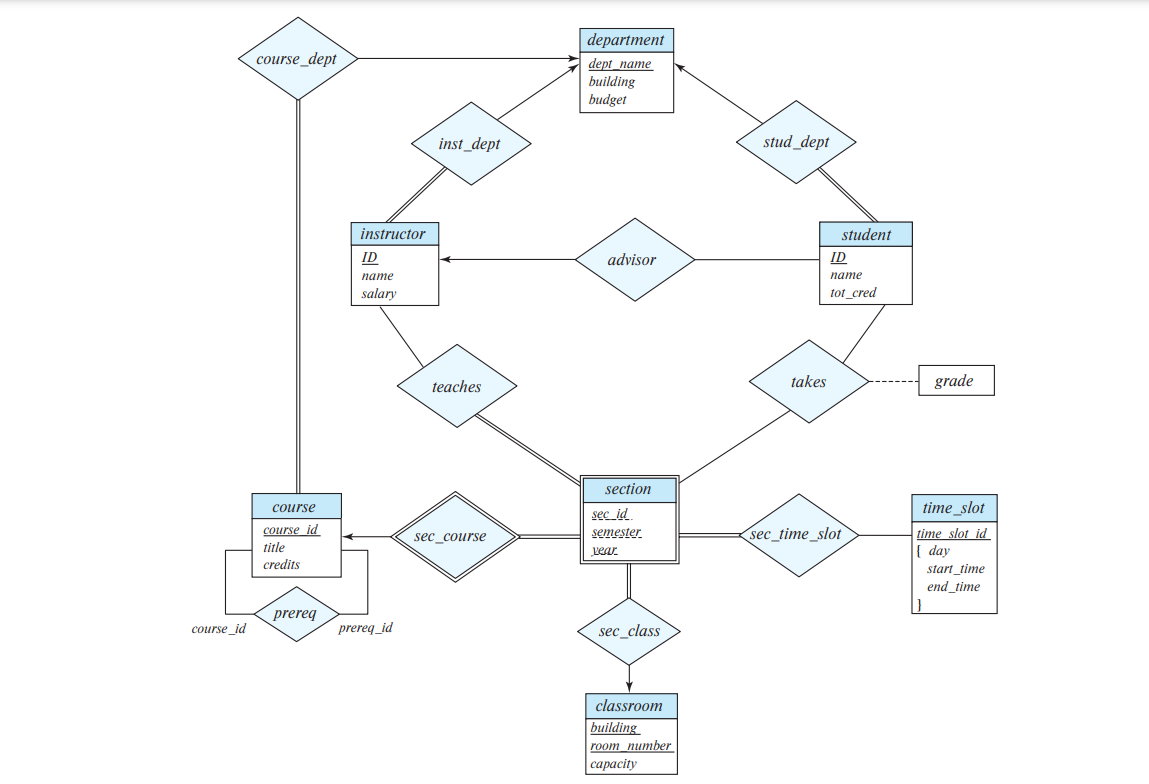 department
course_dept
dept_name
building
budget
inst_dept
stud_dept
instructor
ID
name
salary
advisor
student
ID
name
tot_cred
teaches
takes
grade
section
sec_id
semester
year
course
course_id
title
credits
sec_course
sec_time_slot
time_slot
time_slot_id
{ day
start_time
end_time
}
prereq
course_id
prereq_id
sec_class
classroom
building
room_number
capacity